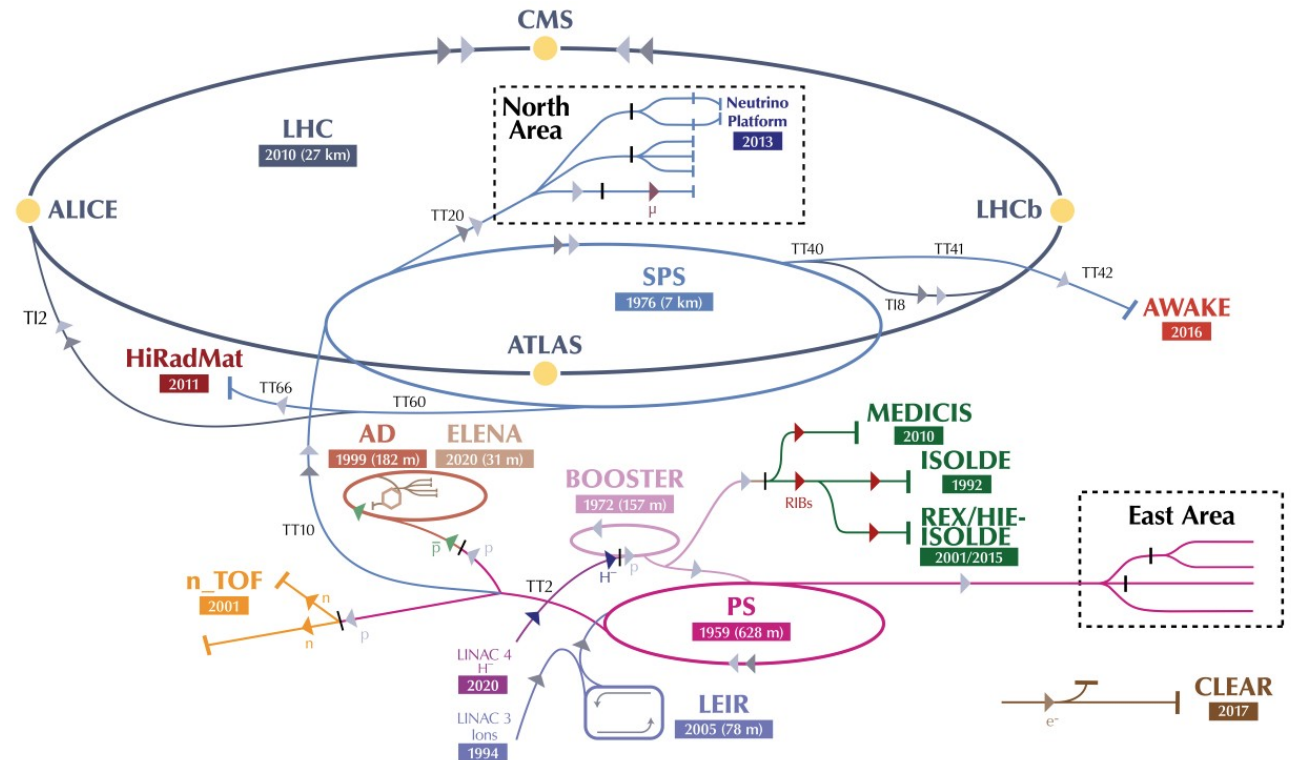 CMS
North
Area
Neutrino
Platform
2013
LHC
2010 (27 km)
μ
ALICE
LHCb
TT20
TT40
TT41
TT42
SPS
1976 (7 km)
TI8
AWAKE
2016
TI2
ATLAS
HiRadMat
2011
TT66
TT60
MEDICIS
2010
AD
1999 (182 m)
ELENA
2020 (31 m)
ISOLDE
1992
BOOSTER
1972 (157 m)
RIBs
REX/HIE-
ISOLDE
2001/2015
East Area
TT10
p̄
p
H⁻
p
n_TOF
2001
n
n
p
TT2
PS
1959 (628 m)
LINAC 4
H⁻
2020
LINAC 3
Ions
1994
LEIR
2005 (78 m)
e⁻
CLEAR
2017